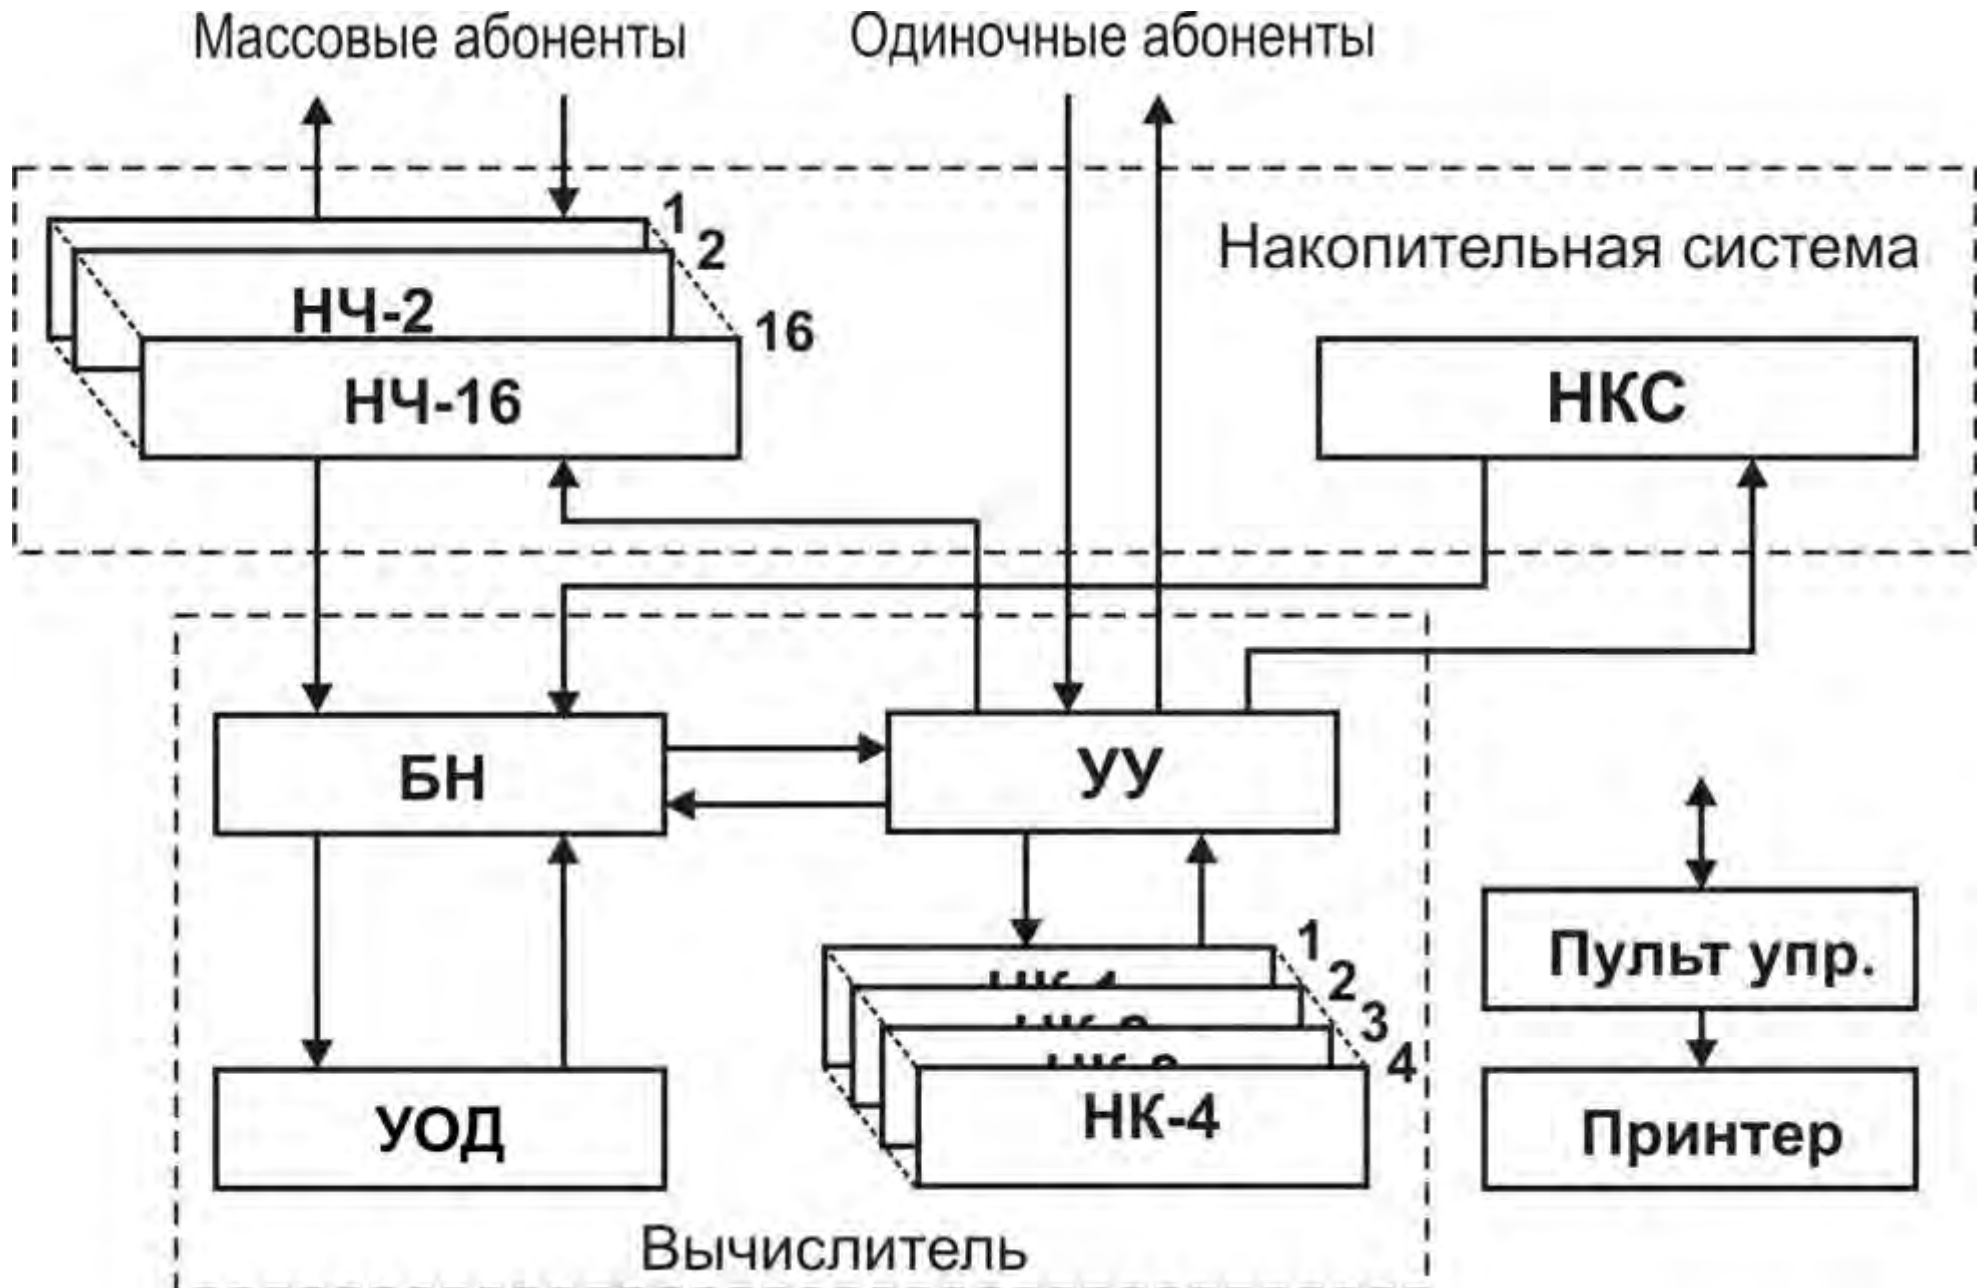 Массовые абоненты
Одиночные абоненты
1
2
16
НЧ-2
НЧ-16
Накопительная система
НКС
БН
УУ
УОД
1
2
3
4
НК-4
Пульт упр.
Принтер
Вычислитель